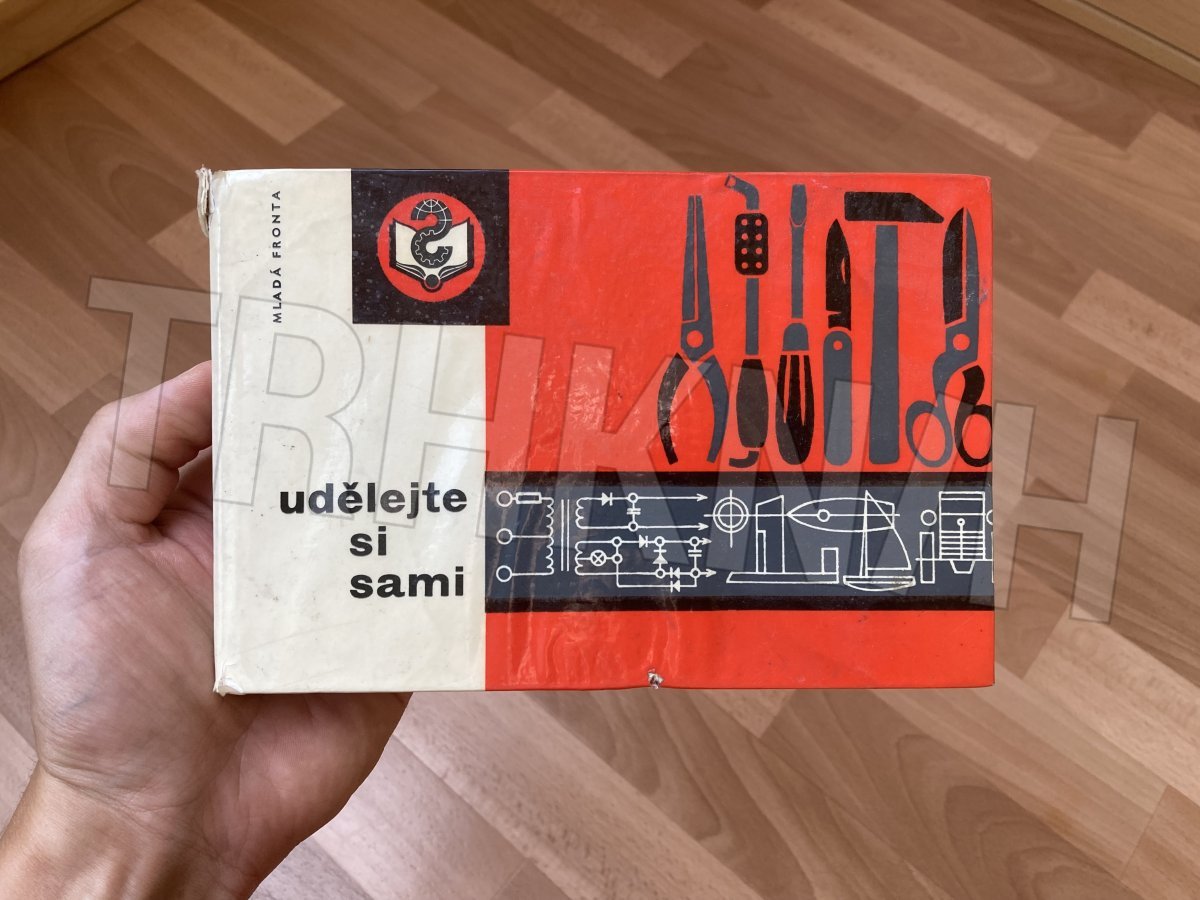 MLADÁ FRONTA
udělejte
si
sami
TRHKNIH